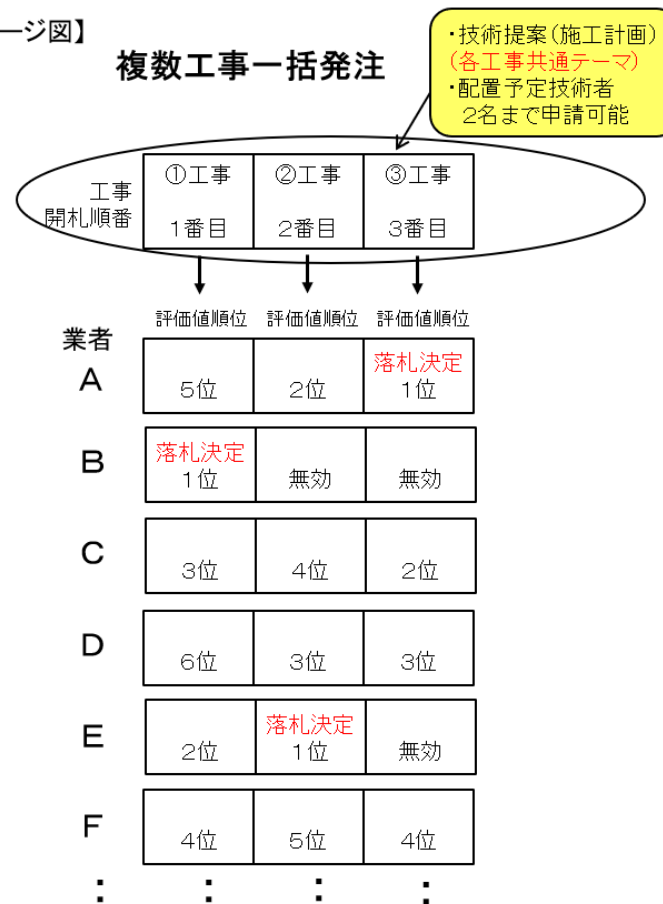 ージ図】
複数工事一括発注
・技術提案(施工計画)
(各工事共通テーマ)
・配置予定技術者
2名まで申請可能
工事
開札順番
①工事 ②工事 ③工事
1番目 2番目 3番目
評価値順位 評価値順位 評価値順位
業者
落札決定
A 5位 2位 1位
落札決定
B 1位 無効 無効
C 3位 4位 2位
D 6位 3位 3位
落札決定
E 2位 1位 無効
F 4位 5位 4位
: : : :